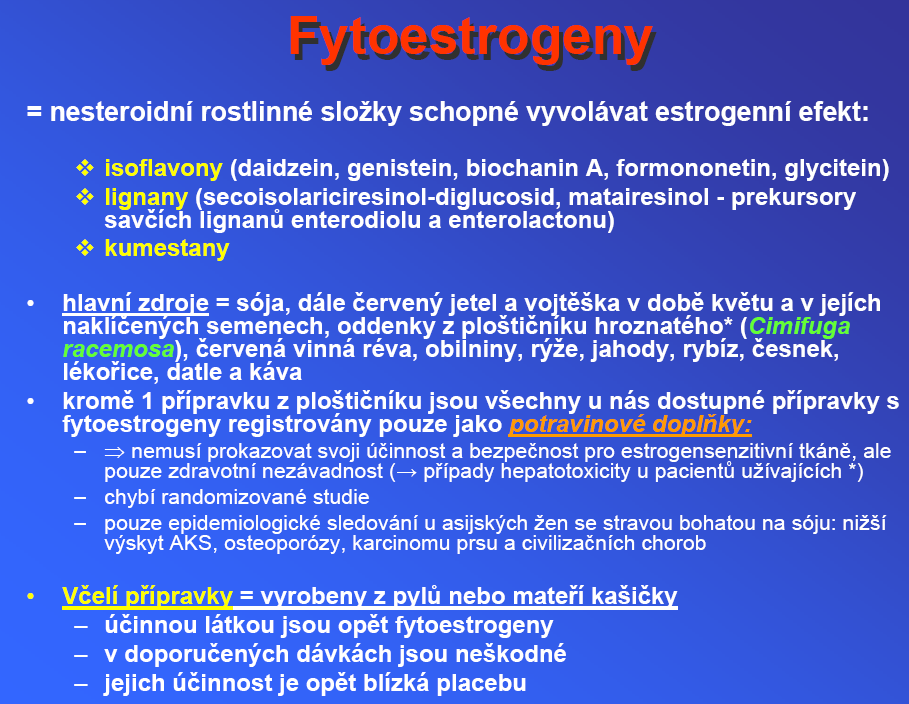 Fytoestrogeny
= nesteroidní rostlinné složky schopné vyvolávat estrogenní efekt:
❖ isoflavony (daidzein, genistein, biochanin A, formononetin, glycitein)
❖ lignany (secoisolariciresinol-diglucosid, matairesinol - prekursory
savčích lignanů enterodiolu a enterolactonu)
❖ kumestany
• hlavní zdroje = sója, dále červený jetel a vojtěška v době květu a v jejích
naklíčených semenech, oddenky z ploštičníku hroznatého* (Cimifuga
racemosa), červená vinná réva, obilniny, rýže, jahody, rybíz, česnek,
lékořice, datle a káva
• kromě 1 přípravku z ploštičníku jsou všechny u nás dostupné přípravky s
fytoestrogeny registrovány pouze jako potravinové doplňky:
– ⇒ nemusí prokazovat svoji účinnost a bezpečnost pro estrogensenzitivní tkáně, ale
pouze zdravotní nezávadnost (→ případy hepatotoxicity u pacientů užívajících *)
– chybí randomizované studie
– pouze epidemiologické sledování u asijských žen se stravou bohatou na sóju: nižší
výskyt AKS, osteoporózy, karcinomu prsu a civilizačních chorob
• Včelí přípravky = vyrobeny z pylů nebo mateří kašičky
– účinnou látkou jsou opět fytoestrogeny
– v doporučených dávkách jsou neškodné
– jejich účinnost je opět blízká placebu